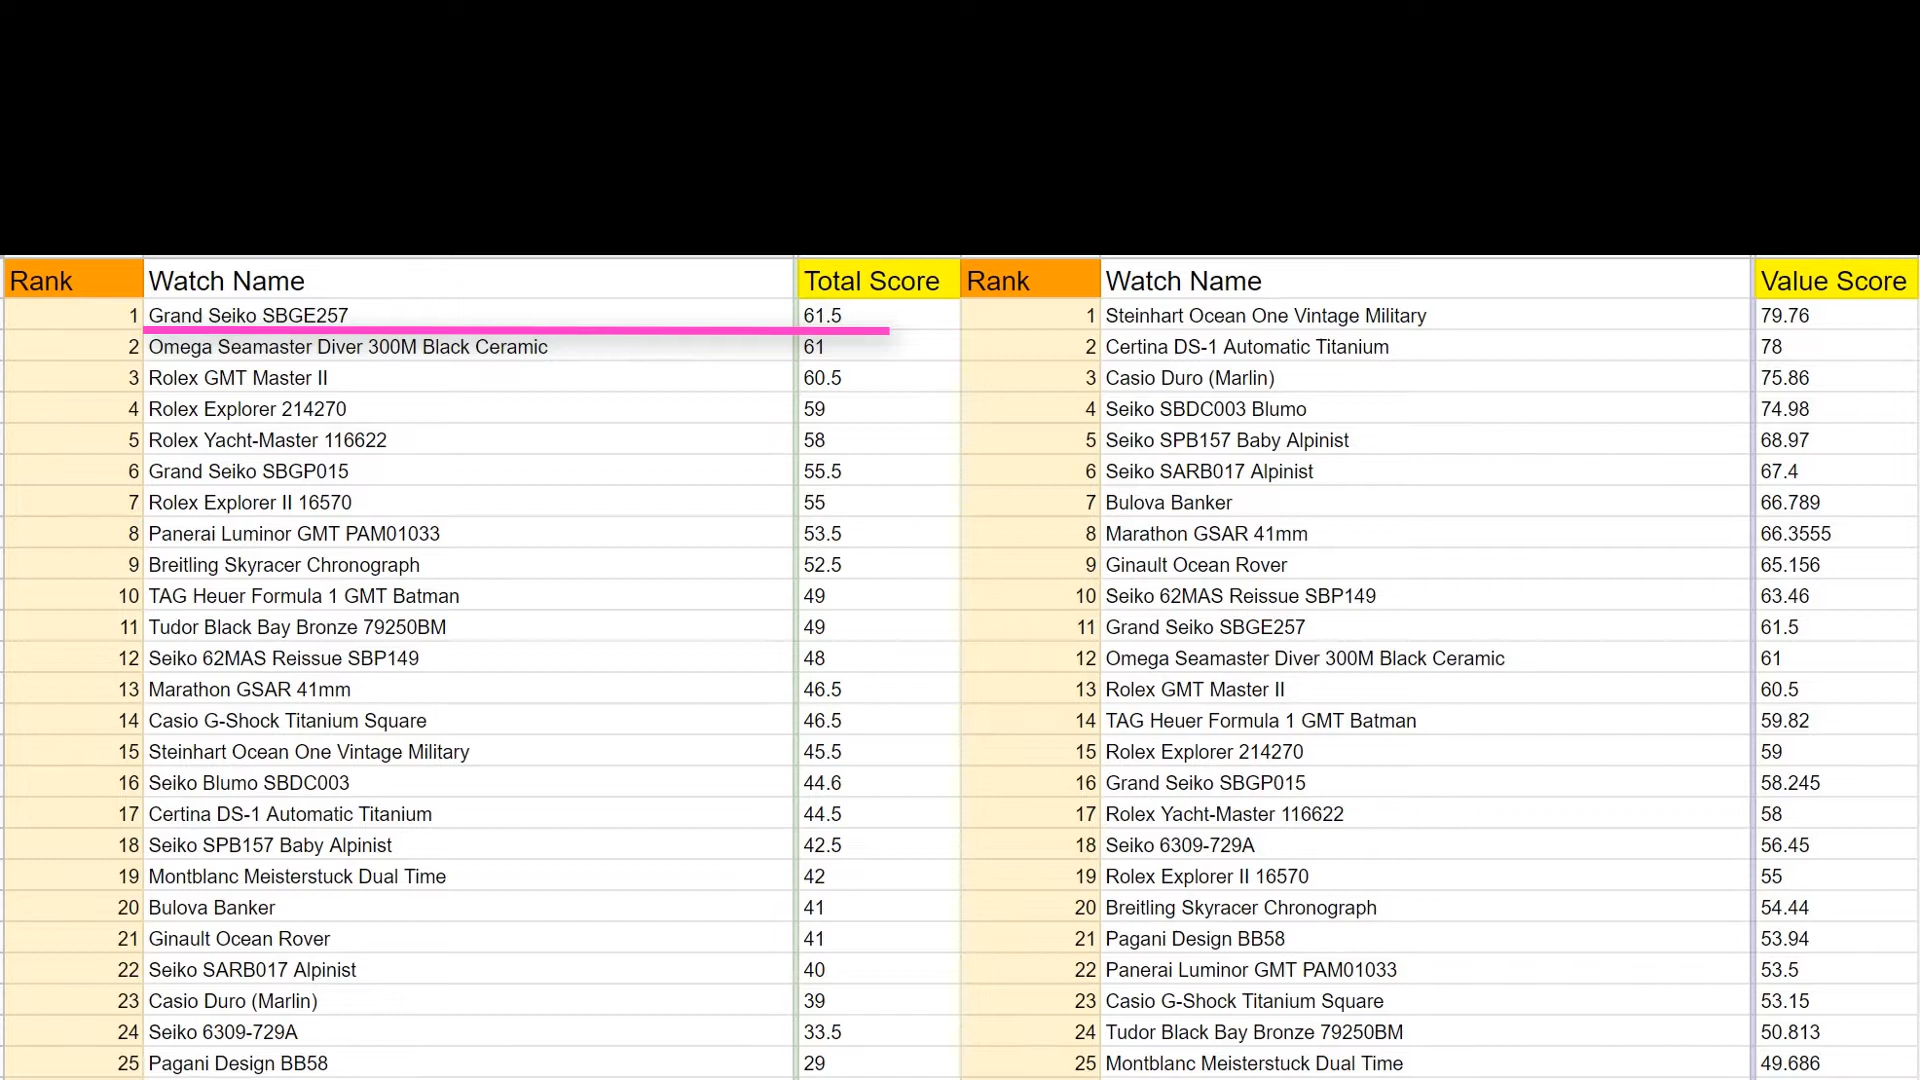 Rank Watch Name Total Score Rank Watch Name Value Score
1 Grand Seiko SBGE257 61.5 1 Steinhart Ocean One Vintage Military 79.76
2 Omega Seamaster Diver 300M Black Ceramic 61 2 Certina DS-1 Automatic Titanium 78
3 Rolex GMT Master II 60.5 3 Casio Duro (Marlin) 75.86
4 Rolex Explorer 214270 59 4 Seiko SBDC003 Blumo 74.98
5 Rolex Yacht-Master 116622 58 5 Seiko SPB157 Baby Alpinist 68.97
6 Grand Seiko SBGP015 55.5 6 Seiko SARB017 Alpinist 67.4
7 Rolex Explorer II 16570 55 7 Bulova Banker 66.789
8 Panerai Luminor GMT PAM01033 53.5 8 Marathon GSAR 41mm 66.3555
9 Breitling Skyracer Chronograph 52.5 9 Ginault Ocean Rover 65.156
10 TAG Heuer Formula 1 GMT Batman 49 10 Seiko 62MAS Reissue SBP149 63.46
11 Tudor Black Bay Bronze 79250BM 49 11 Grand Seiko SBGE257 61.5
12 Seiko 62MAS Reissue SBP149 48 12 Omega Seamaster Diver 300M Black Ceramic 61
13 Marathon GSAR 41mm 46.5 13 Rolex GMT Master II 60.5
14 Casio G-Shock Titanium Square 46.5 14 TAG Heuer Formula 1 GMT Batman 59.82
15 Steinhart Ocean One Vintage Military 45.5 15 Rolex Explorer 214270 59
16 Seiko Blumo SBDC003 44.6 16 Grand Seiko SBGP015 58.245
17 Certina DS-1 Automatic Titanium 44.5 17 Rolex Yacht-Master 116622 58
18 Seiko SPB157 Baby Alpinist 42.5 18 Seiko 6309-729A 56.45
19 Montblanc Meisterstuck Dual Time 42 19 Rolex Explorer II 16570 55
20 Bulova Banker 41 20 Breitling Skyracer Chronograph 54.44
21 Ginault Ocean Rover 41 21 Pagani Design BB58 53.94
22 Seiko SARB017 Alpinist 40 22 Panerai Luminor GMT PAM01033 53.5
23 Casio Duro (Marlin) 39 23 Casio G-Shock Titanium Square 53.15
24 Seiko 6309-729A 33.5 24 Tudor Black Bay Bronze 79250BM 50.813
25 Pagani Design BB58 29 25 Montblanc Meisterstuck Dual Time 49.686